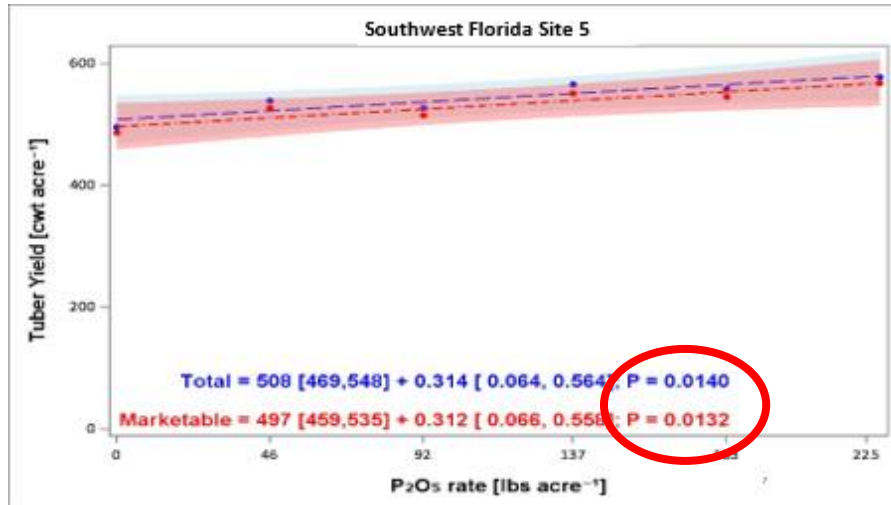 Southwest Florida Site 5
Tuber Yield [cwt acre⁻¹]
600
400
200
0
Total = 508 [469,548] + 0.314 [ 0.064, 0.564]; P = 0.0140
Marketable = 497 [459,535] + 0.312 [ 0.066, 0.558]; P = 0.0132
0 46 92 137 225
P₂O₅ rate [lbs acre⁻¹]